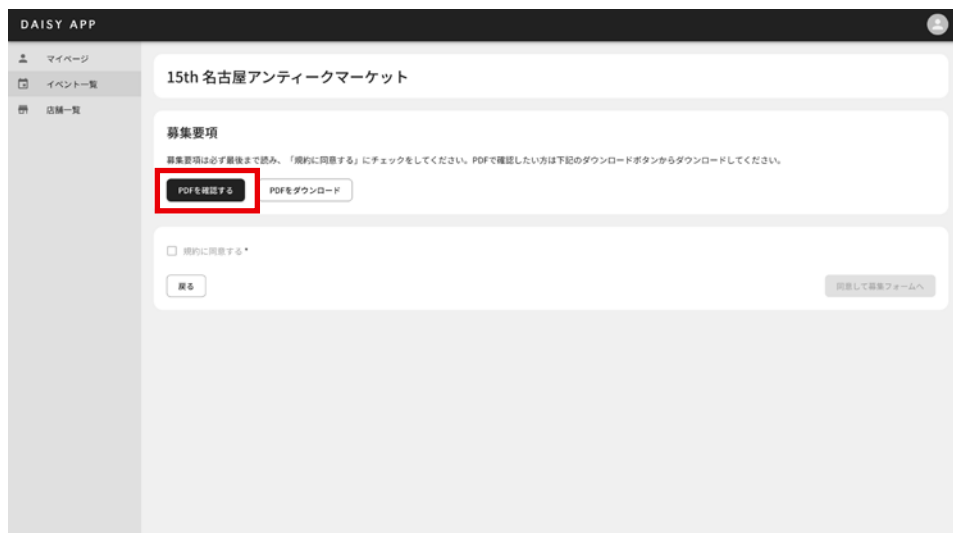 DAISY APP
マイページ
イベント一覧
店舗一覧
15th 名古屋アンティークマーケット
募集要項
募集要項は必ず最後まで読み、「規約に同意する」にチェックをしてください。PDFで確認したい方は下記のダウンロードボタンからダウンロードしてください。
PDFを確認する PDFをダウンロード
規約に同意する *
戻る 同意して募集フォームへ